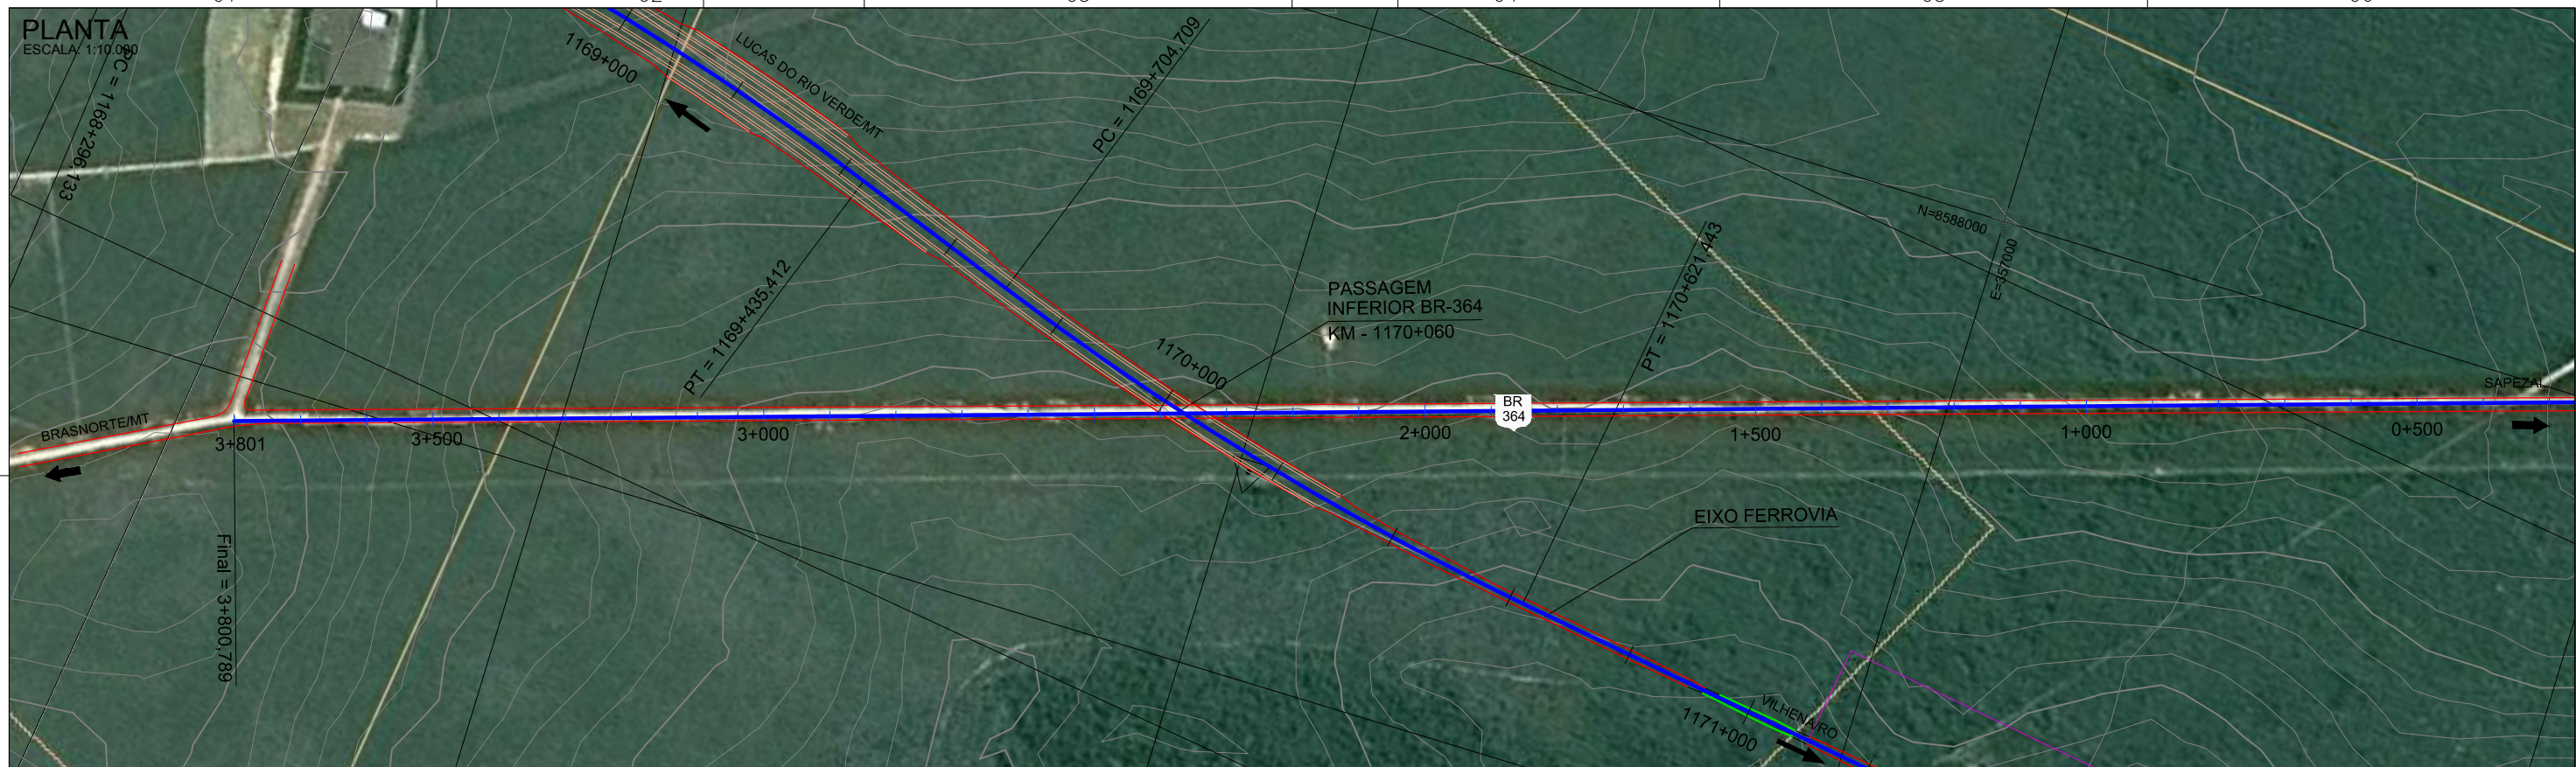 PLANTA
ESCALA: 1:10.000
PC = 1168+296,133
1169+000
LUCAS DO RIO VERDE/MT
PC = 1169+704,709
PT = 1169+435,412
1170+000
PASSAGEM
INFERIOR BR-364
KM - 1170+060
PT = 1170+621,443
N=8588000
E=357000
SAPEZAL
BRASNORTE/MT
3+801
3+500
3+000
2+000
BR
364
1+500
1+000
0+500
Final = 3+800,789
EIXO FERROVIA
1171+000
VILHENA/RO